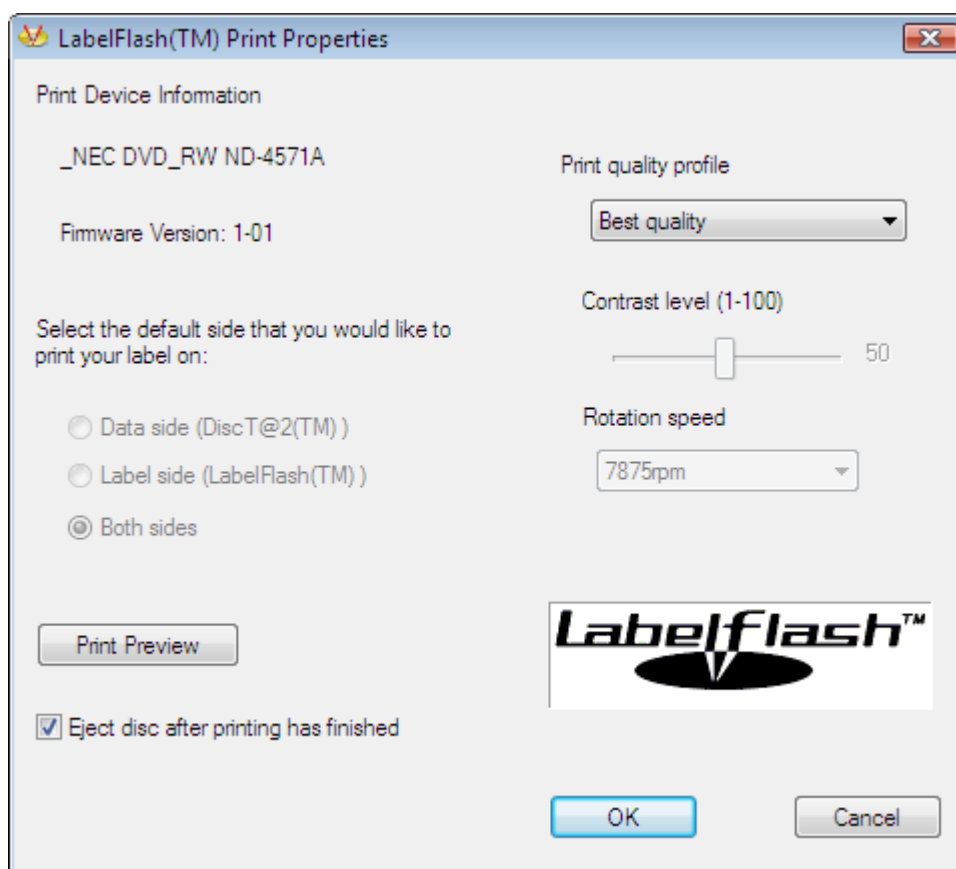 LabelFlash(TM) Print Properties
Print Device Information
_NEC DVD_RW ND-4571A
Firmware Version: 1-01
Select the default side that you would like to
print your label on:
Data side (DiscT@2(TM) )
Label side (LabelFlash(TM) )
Both sides
Print Preview
Eject disc after printing has finished
Print quality profile
Best quality
Contrast level (1-100)
50
Rotation speed
7875rpm
Labelflash™
OK
Cancel